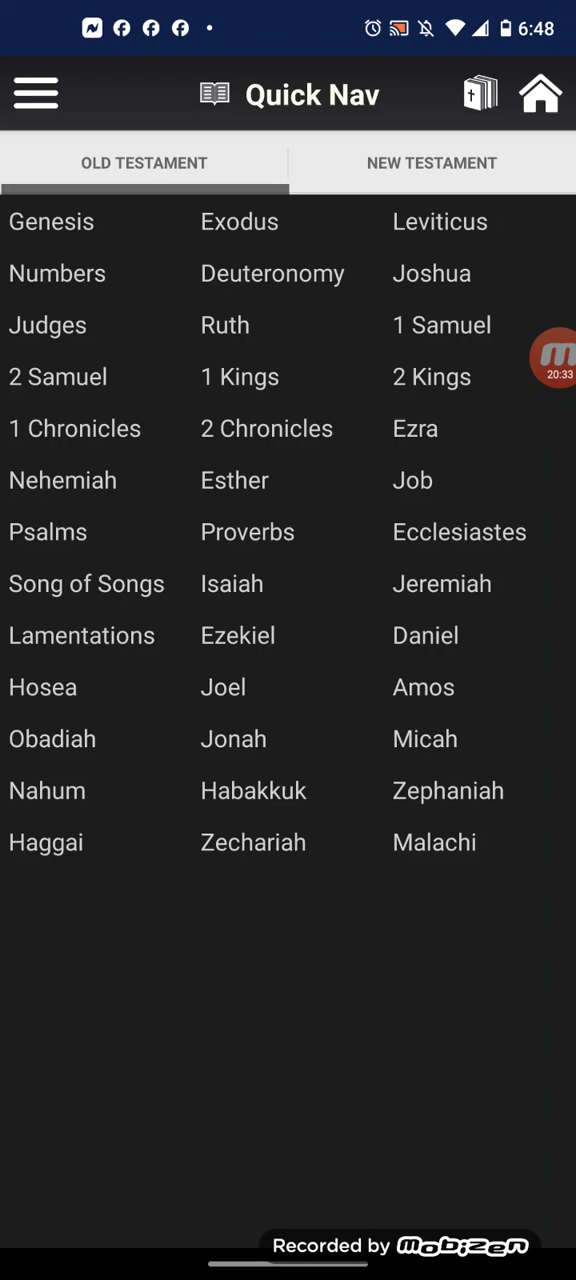 6:48
Quick Nav
OLD TESTAMENT NEW TESTAMENT
Genesis Exodus Leviticus
Numbers Deuteronomy Joshua
Judges Ruth 1 Samuel
2 Samuel 1 Kings 2 Kings
20:33
1 Chronicles 2 Chronicles Ezra
Nehemiah Esther Job
Psalms Proverbs Ecclesiastes
Song of Songs Isaiah Jeremiah
Lamentations Ezekiel Daniel
Hosea Joel Amos
Obadiah Jonah Micah
Nahum Habakkuk Zephaniah
Haggai Zechariah Malachi
Recorded by mobizen